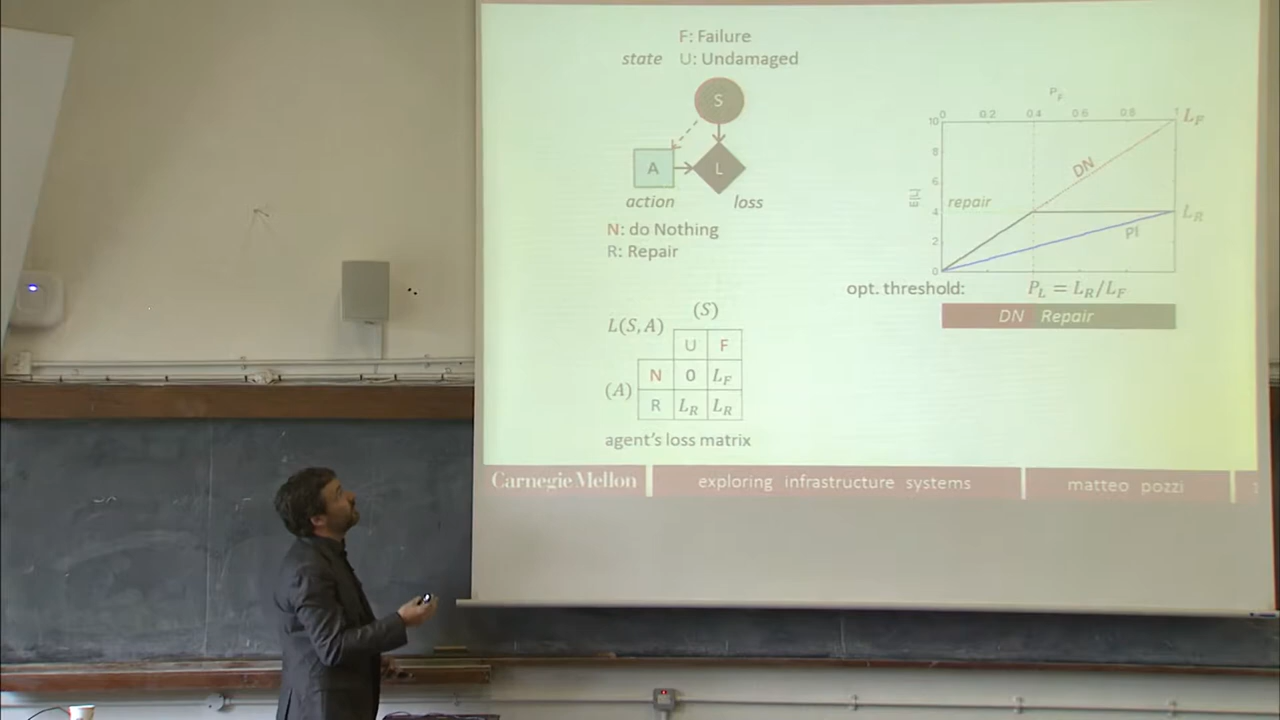 F: Failure
state U: Undamaged
S
A
L
action
loss
N: do Nothing
R: Repair
(S)
L(S, A)
U F
(A)
N 0 L_F
R L_R L_R
agent's loss matrix
P_F
0 0.2 0.4 0.6 0.8 1
L_F
10
8
6
4
2
0
E[L]
DN
repair
L_R
PI
opt. threshold: P_L = L_R/L_F
DN Repair
Carnegie Mellon
exploring infrastructure systems
matteo pozzi